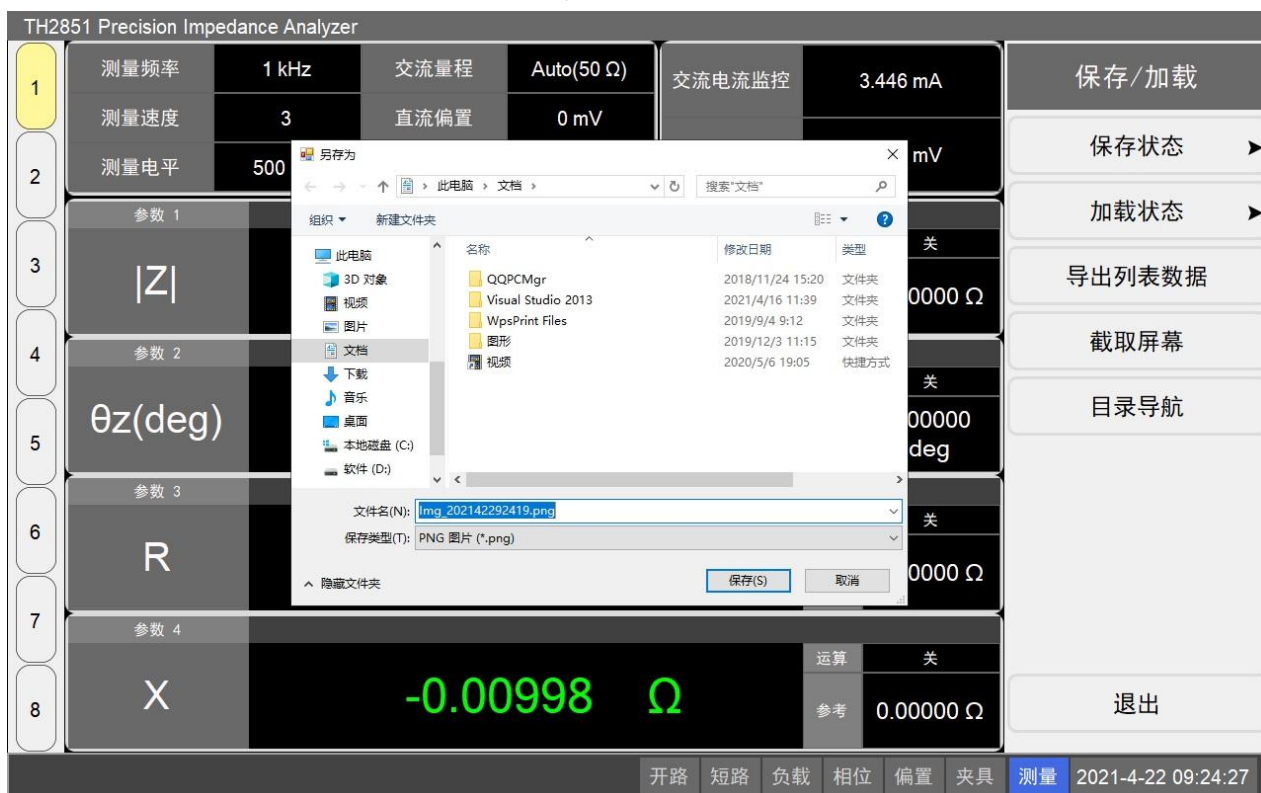 TH2851 Precision Impedance Analyzer
1
2
3
4
5
6
7
8
测量频率 1 kHz 交流量程 Auto(50 Ω)
测量速度 3 直流偏置 0 mV
测量电平 500
交流电流监控 3.446 mA
mV
参数 1
|Z|
关
0000 Ω
参数 2
θz(deg)
关
00000
deg
参数 3
R
关
0000 Ω
参数 4
X
-0.00998 Ω
运算 关
参考 0.00000 Ω
另存为
此电脑 › 文档 ›
搜索"文档"
组织 新建文件夹
此电脑
3D 对象
视频
图片
文档
下载
音乐
桌面
本地磁盘 (C:)
软件 (D:)
名称 修改日期 类型
QQPCMgr 2018/11/24 15:20 文件夹
Visual Studio 2013 2021/4/16 11:39 文件夹
WpsPrint Files 2019/9/4 9:12 文件夹
图形 2019/12/3 11:15 文件夹
视频 2020/5/6 19:05 快捷方式
文件名(N): Img_202142292419.png
保存类型(T): PNG 图片 (*.png)
隐藏文件夹
保存(S) 取消
保存/加载
保存状态
加载状态
导出列表数据
截取屏幕
目录导航
退出
开路 短路 负载 相位 偏置 夹具 测量 2021-4-22 09:24:27